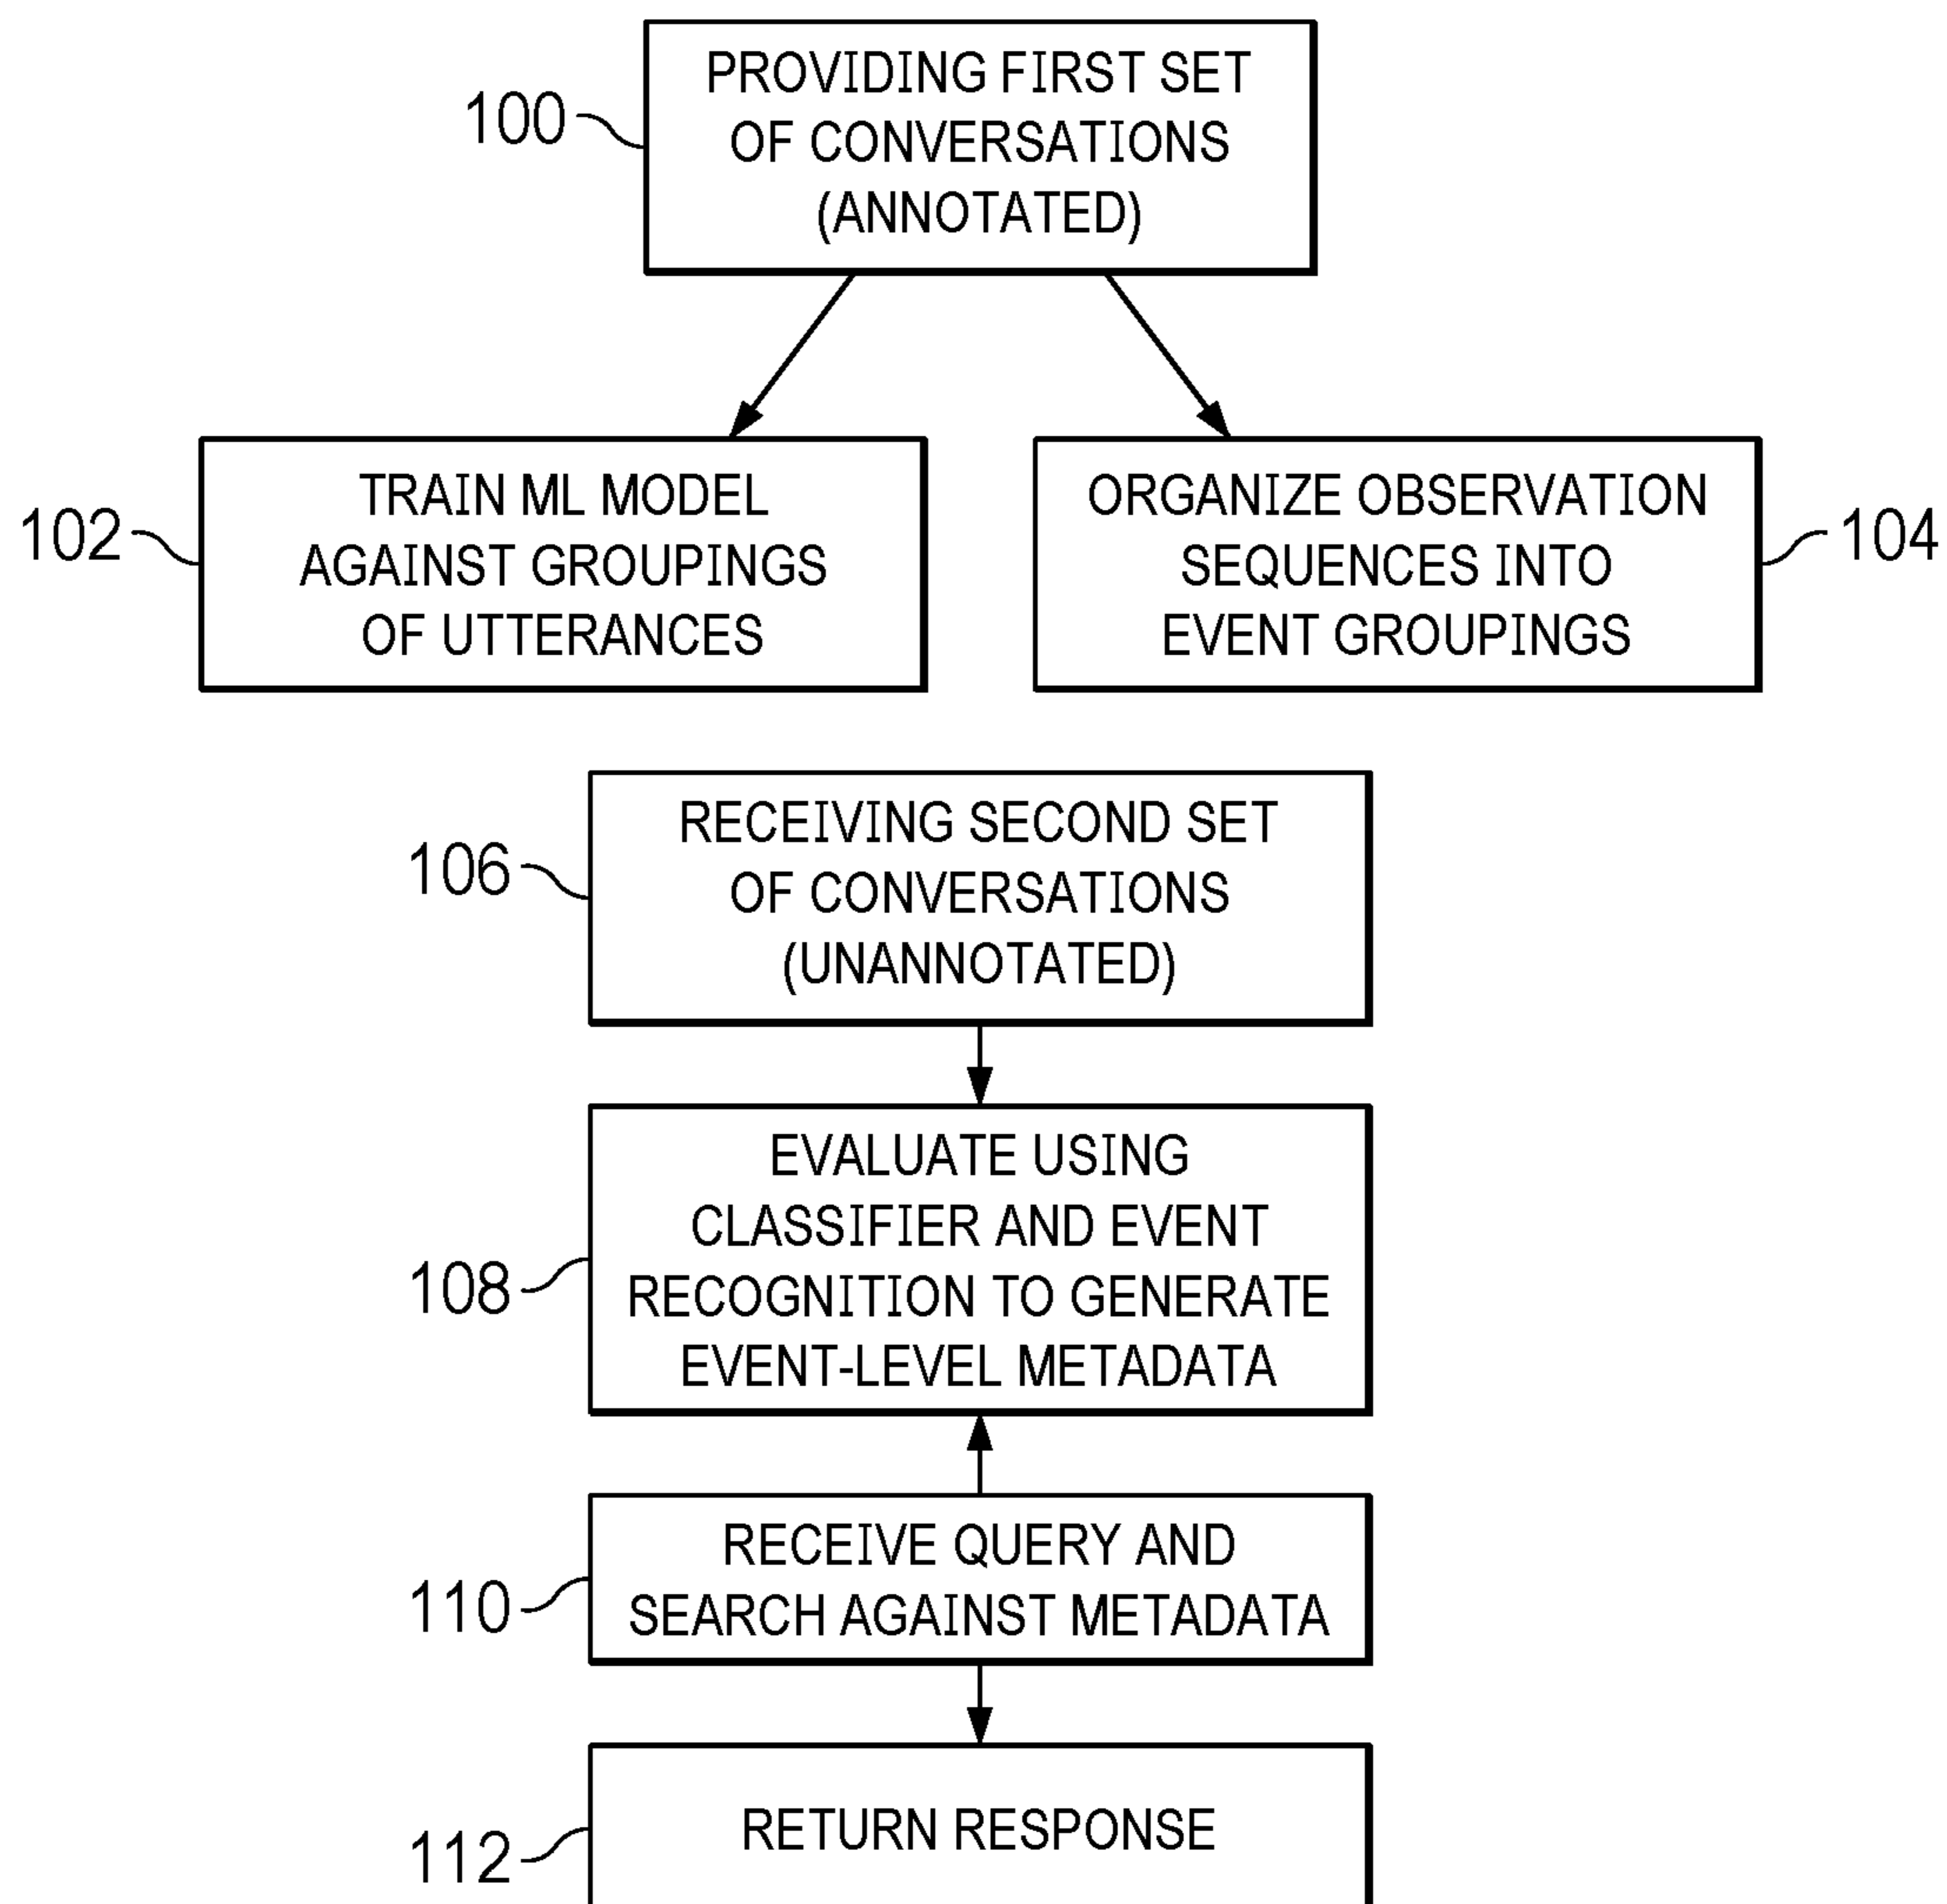 100
PROVIDING FIRST SET
OF CONVERSATIONS
(ANNOTATED)
102
TRAIN ML MODEL
AGAINST GROUPINGS
OF UTTERANCES
ORGANIZE OBSERVATION
SEQUENCES INTO
EVENT GROUPINGS
104
106
RECEIVING SECOND SET
OF CONVERSATIONS
(UNANNOTATED)
108
EVALUATE USING
CLASSIFIER AND EVENT
RECOGNITION TO GENERATE
EVENT-LEVEL METADATA
110
RECEIVE QUERY AND
SEARCH AGAINST METADATA
112
RETURN RESPONSE